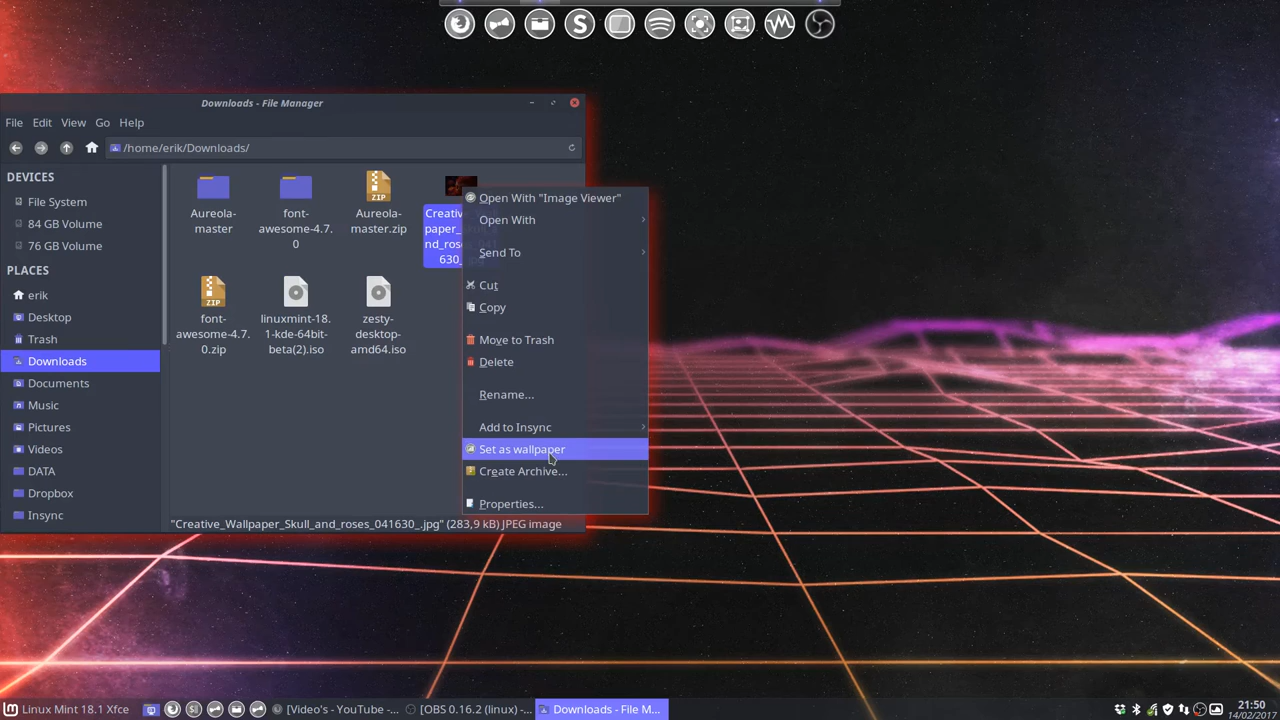 Downloads - File Manager
File Edit View Go Help
/home/erik/Downloads/
DEVICES
File System
84 GB Volume
76 GB Volume
PLACES
erik
Desktop
Trash
Downloads
Documents
Music
Pictures
Videos
DATA
Dropbox
Insync
Aureola-
master
font-
awesome-4.7.
0
ZIP
Aureola-
master.zip
ZIP
font-
awesome-4.7.
0.zip
linuxmint-18.
1-kde-64bit-
beta(2).iso
zesty-
desktop-
amd64.iso
"Creative_Wallpaper_Skull_and_roses_041630_.jpg" (283,9 kB) JPEG image
Open With "Image Viewer"
Open With
Send To
Cut
Copy
Move to Trash
Delete
Rename...
Add to Insync
Set as wallpaper
Create Archive...
Properties...
Linux Mint 18.1 Xfce
[Video's - YouTube -...
[OBS 0.16.2 (linux) -...
Downloads - File M...
21:50
14/02/2017